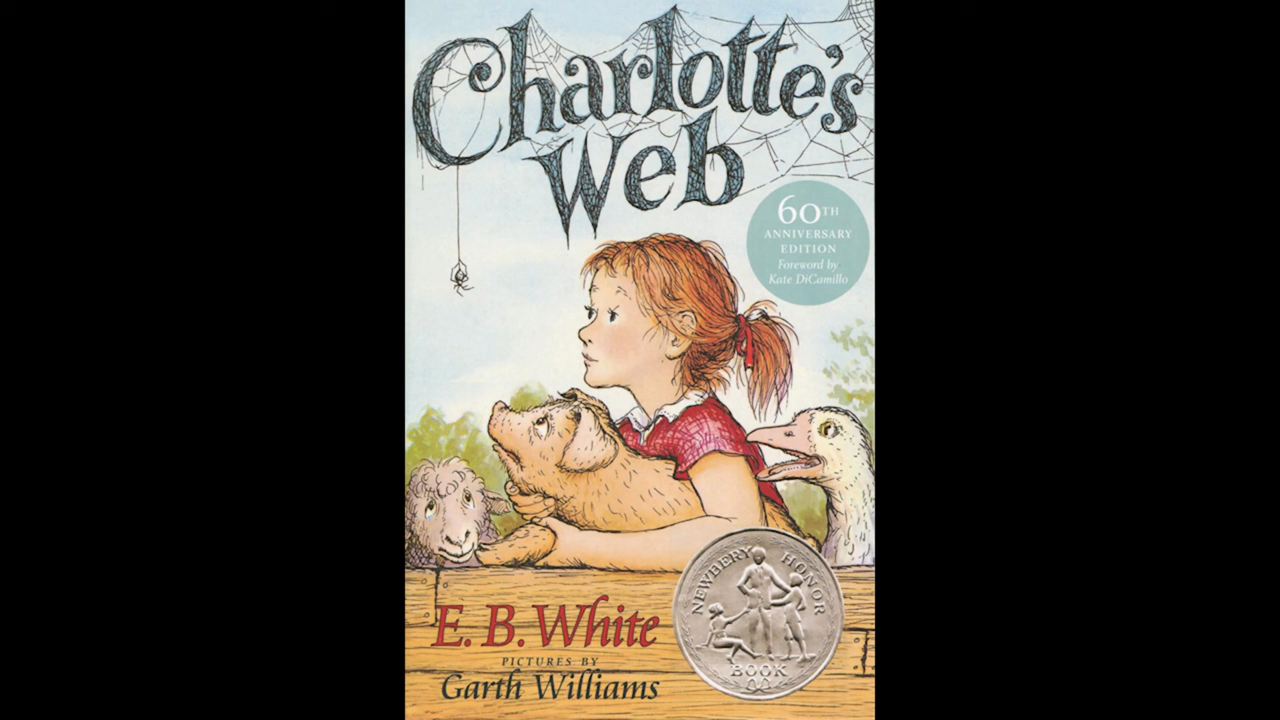 Charlotte's
Web
60TH
ANNIVERSARY
EDITION
Foreword by
Kate DiCamillo
E. B. White
PICTURES BY
Garth Williams
NEWBERY HONOR
BOOK